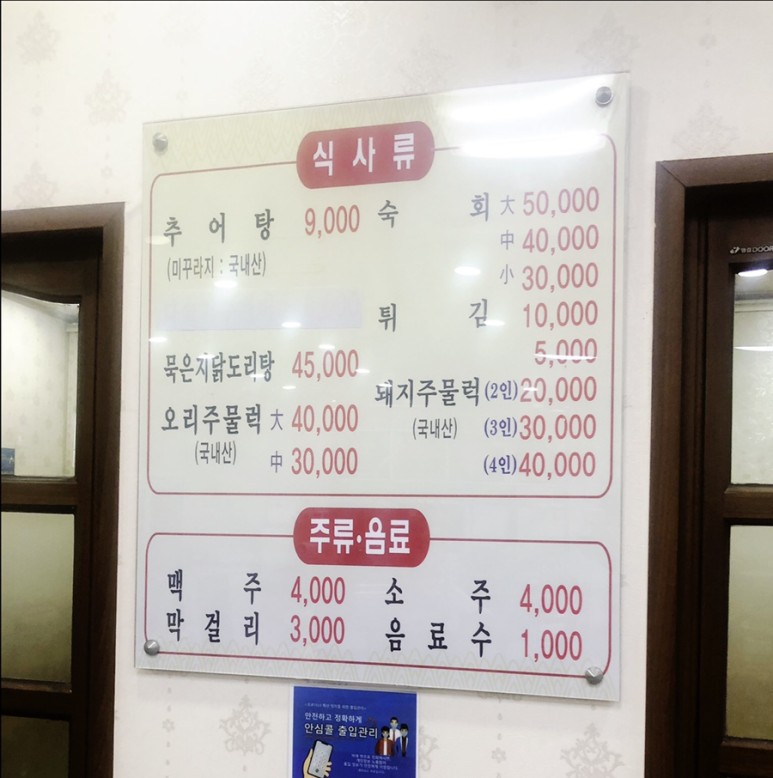 식사류
추어탕 9,000
(미꾸라지 : 국내산)
묵은지닭도리탕 45,000
오리주물럭 大 40,000
(국내산) 中 30,000
숙회 大 50,000
中 40,000
小 30,000
튀김 10,000
5,000
돼지주물럭 (2인) 20,000
(국내산) (3인) 30,000
(4인) 40,000
주류·음료
맥주 4,000
막걸리 3,000
소주 4,000
음료수 1,000
안전하고 정확하게
안심콜 출입관리